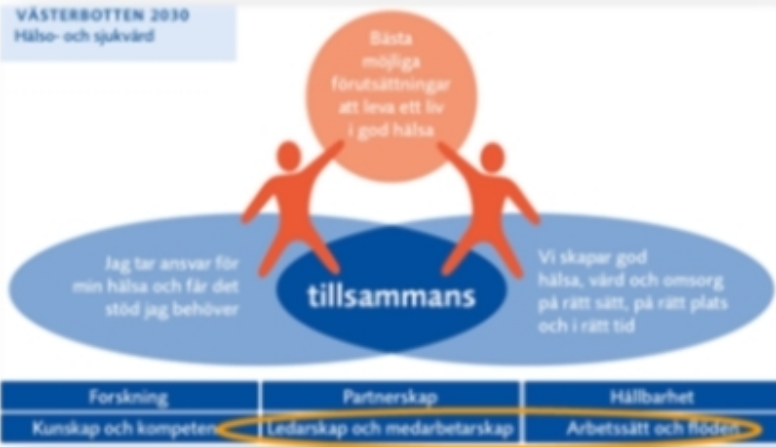 VÄSTERBOTTEN 2030
Hälso- och sjukvård
Bästa
möjliga
förutsättningar
att leva ett liv
i god hälsa
Jag tar ansvar för
min hälsa och får det
stöd jag behöver
tillsammans
Vi skapar god
hälsa, vård och omsorg
på rätt sätt, på rätt plats
och i rätt tid
Forskning Partnerskap Hållbarhet
Kunskap och kompetens Ledarskap och medarbetarskap Arbetssätt och flöden